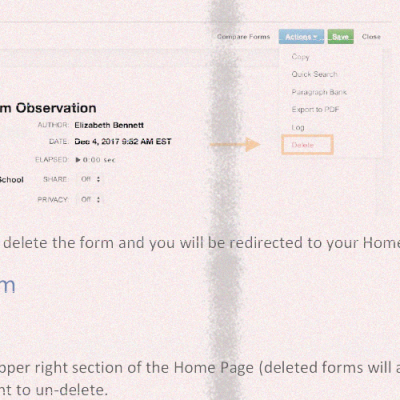 Compare Forms Actions Save Close
Copy
Quick Search
Paragraph Bank
Export to PDF
Log
Delete
m Observation
AUTHOR: Elizabeth Bennett
DATE: Dec 4, 2017 9:52 AM EST
ELAPSED: 0:00 sec
School SHARE: Off
PRIVACY: Off
delete the form and you will be redirected to your Home
m
pper right section of the Home Page (deleted forms will a
nt to un-delete.